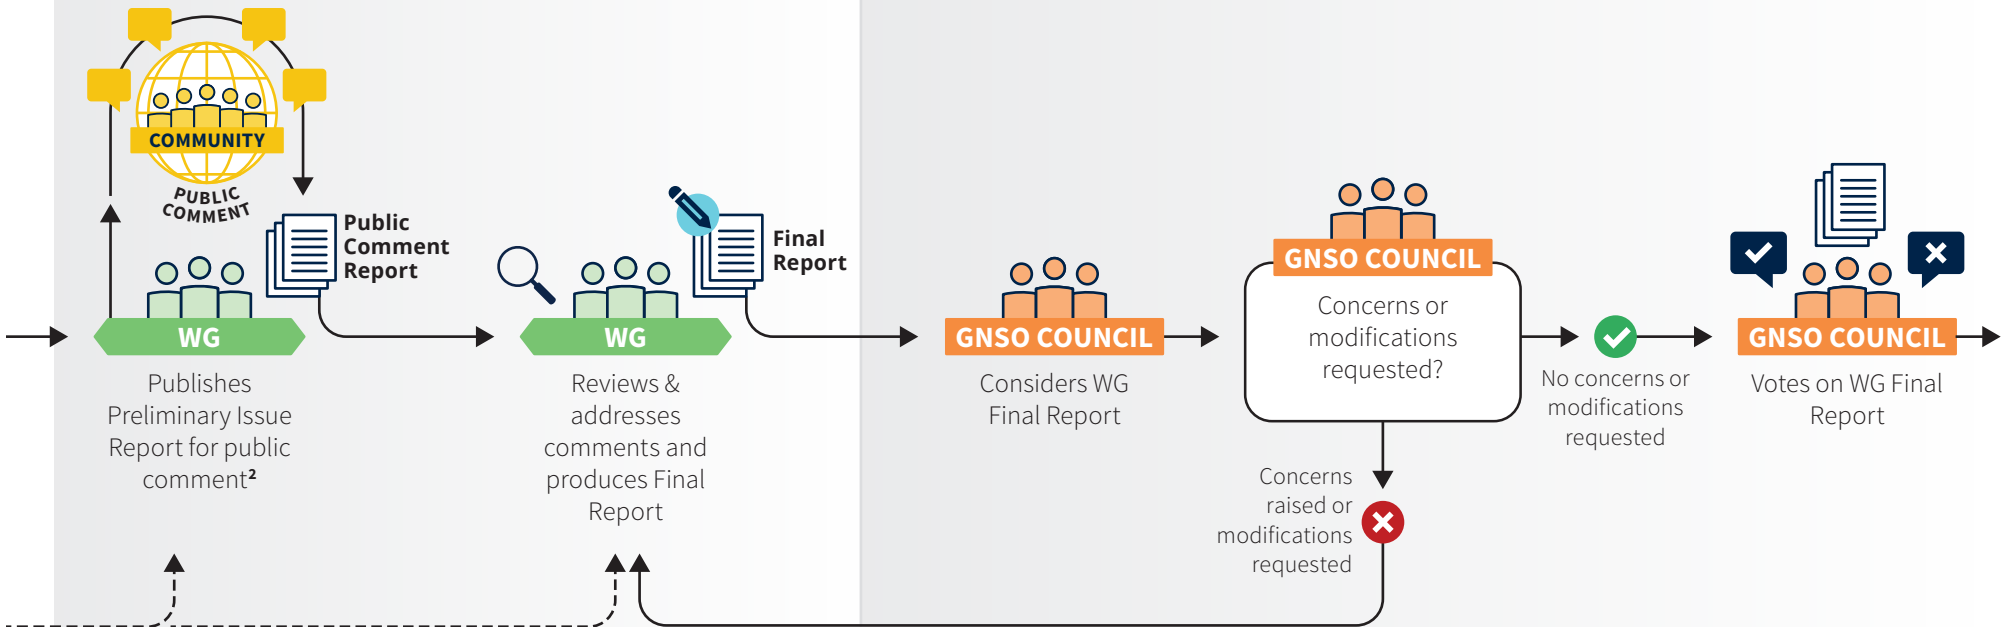 COMMUNITY
PUBLIC
COMMENT
Public
Comment
Report
WG
Publishes
Preliminary Issue
Report for public
comment²
Final
Report
WG
Reviews &
addresses
comments and
produces Final
Report
GNSO COUNCIL
Considers WG
Final Report
GNSO COUNCIL
Concerns or
modifications
requested?
Concerns
raised or
modifications
requested
No concerns or
modifications
requested
GNSO COUNCIL
Votes on WG Final
Report